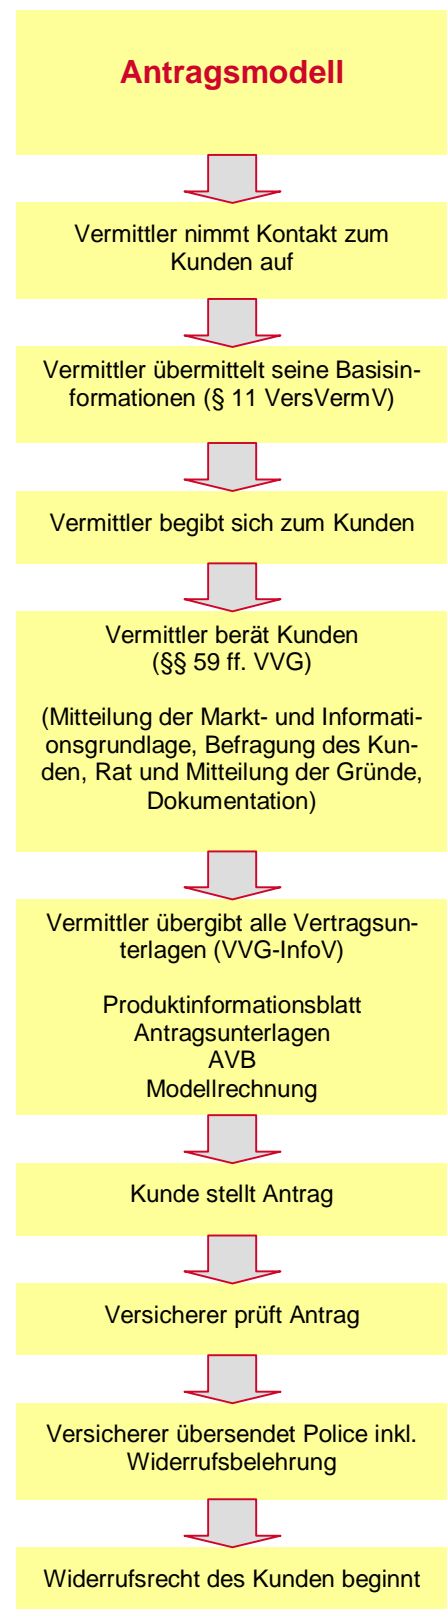 Antragsmodell
Vermittler nimmt Kontakt zum
Kunden auf
Vermittler übermittelt seine Basisin-
formationen (§ 11 VersVermV)
Vermittler begibt sich zum Kunden
Vermittler berät Kunden
(§§ 59 ff. VVG)
(Mitteilung der Markt- und Informati-
onsgrundlage, Befragung des Kun-
den, Rat und Mitteilung der Gründe,
Dokumentation)
Vermittler übergibt alle Vertragsun-
terlagen (VVG-InfoV)
Produktinformationsblatt
Antragsunterlagen
AVB
Modellrechnung
Kunde stellt Antrag
Versicherer prüft Antrag
Versicherer übersendet Police inkl.
Widerrufsbelehrung
Widerrufsrecht des Kunden beginnt